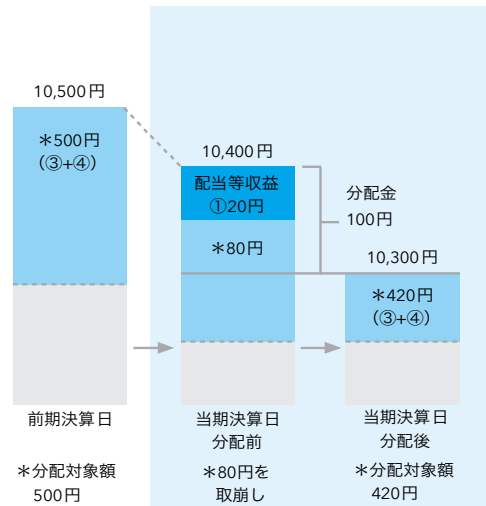 10,500円
＊500円
（③+④）
10,400円
配当等収益
①20円
＊80円
分配金
100円
10,300円
＊420円
（③+④）
前期決算日
当期決算日
分配前
当期決算日
分配後
＊分配対象額
500円
＊80円を
取崩し
＊分配対象額
420円